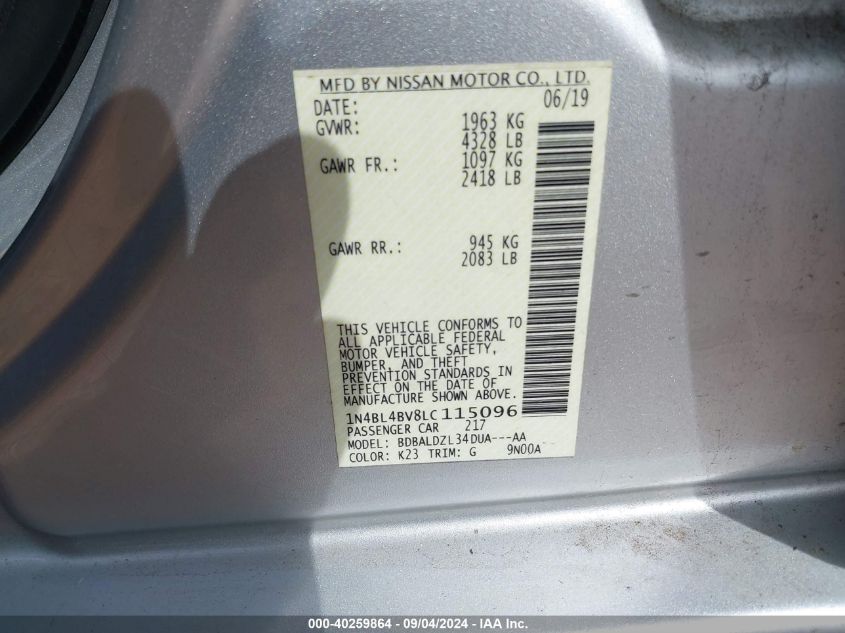 MFD BY NISSAN MOTOR CO., LTD.
DATE: 06/19
GVWR: 1963 KG
4328 LB
GAWR FR.: 1097 KG
2418 LB
GAWR RR.: 945 KG
2083 LB
THIS VEHICLE CONFORMS TO
ALL APPLICABLE FEDERAL
MOTOR VEHICLE SAFETY,
BUMPER, AND THEFT
PREVENTION STANDARDS IN
EFFECT ON THE DATE OF
MANUFACTURE SHOWN ABOVE.
1N4BL4BV8LC115096
PASSENGER CAR 217
MODEL: BDBALDZL34DUA---AA
COLOR: K23 TRIM: G 9N00A
000-40259864 - 09/04/2024 - IAA Inc.